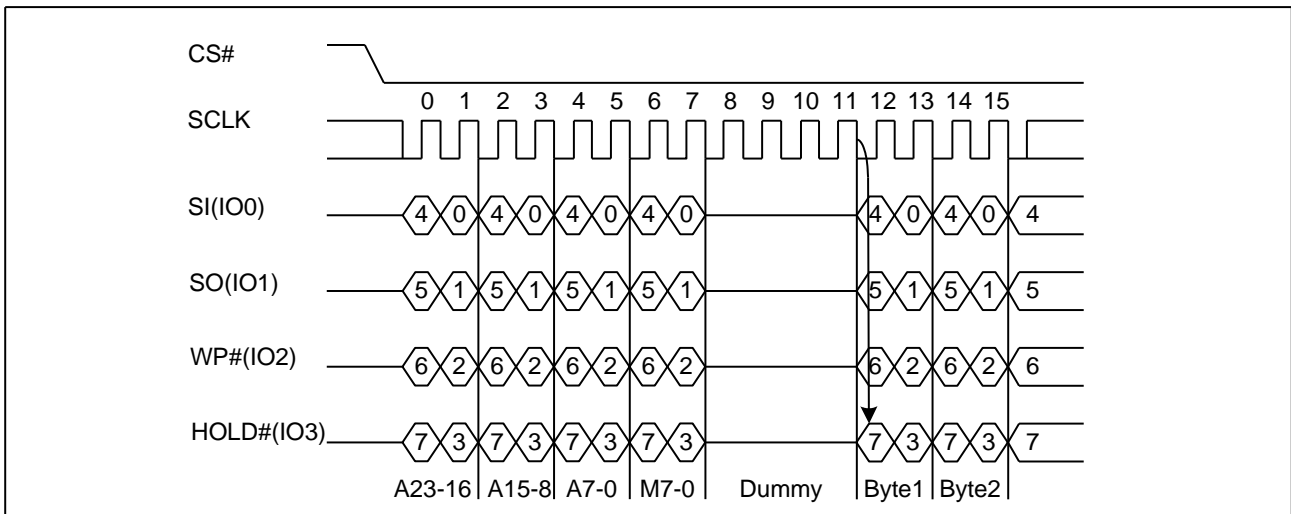 CS#
0 1 2 3 4 5 6 7 8 9 10 11 12 13 14 15
SCLK
SI(IO0) 4 0 4 0 4 0 4 0 4 0 4 0 4
SO(IO1) 5 1 5 1 5 1 5 1 5 1 5 1 5
WP#(IO2) 6 2 6 2 6 2 6 2 6 2 6 2 6
HOLD#(IO3) 7 3 7 3 7 3 7 3 7 3 7 3 7
A23-16 A15-8 A7-0 M7-0 Dummy Byte1 Byte2